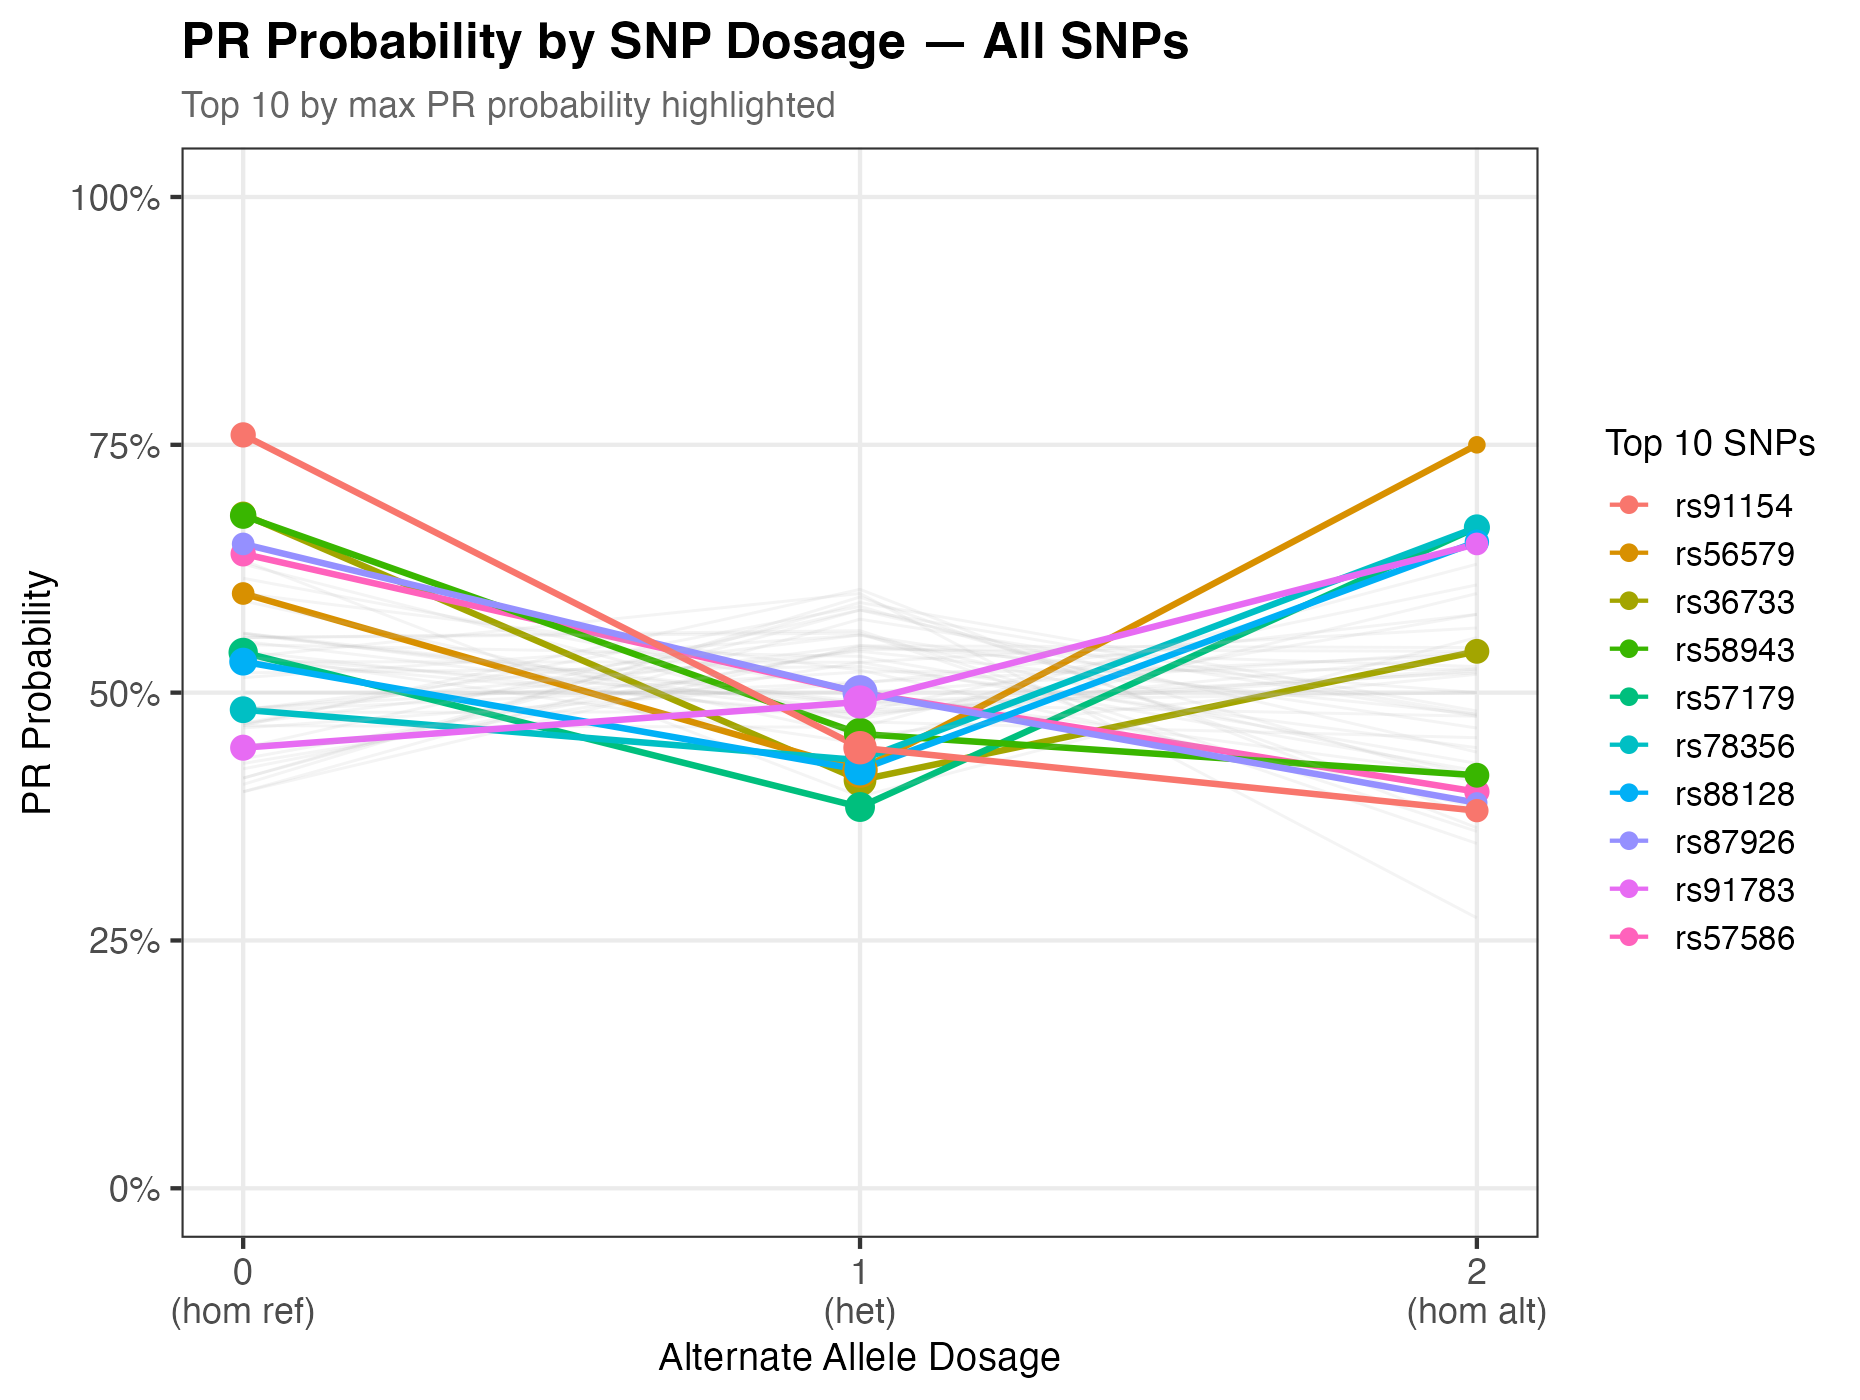 PR Probability by SNP Dosage — All SNPs
Top 10 by max PR probability highlighted
PR Probability
100%
75%
50%
25%
0%
0
(hom ref)
1
(het)
2
(hom alt)
Alternate Allele Dosage
Top 10 SNPs
rs91154
rs56579
rs36733
rs58943
rs57179
rs78356
rs88128
rs87926
rs91783
rs57586